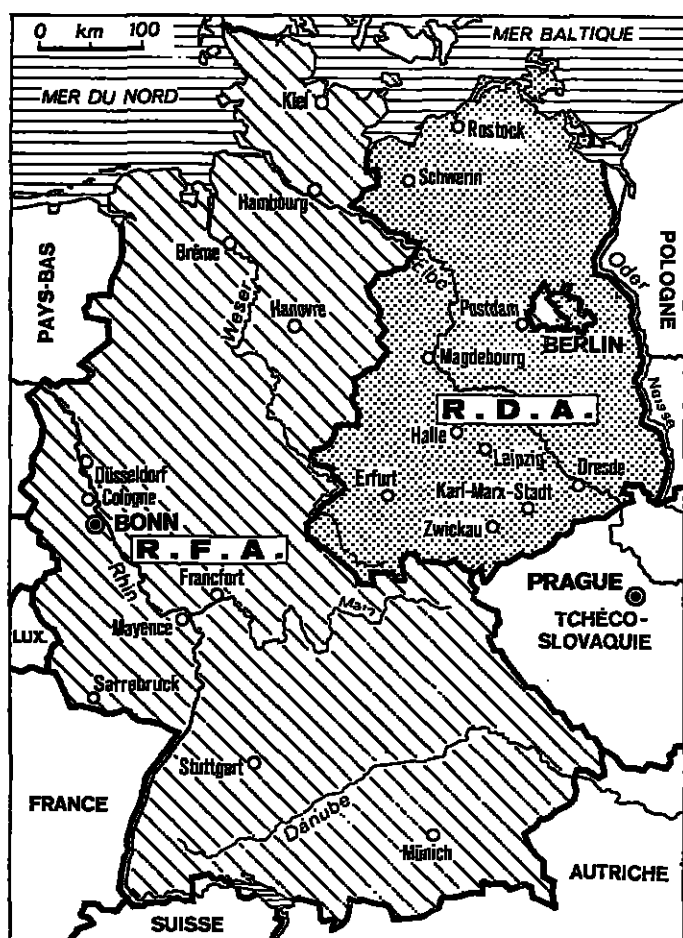 0 km 100
MER BALTIQUE
MER DU NORD
Kiel
Rostock
Schwerin
Hambourg
Brême
Elbe
Oder
POLOGNE
PAYS-BAS
Weser
Hanovre
Postdam
BERLIN
Magdebourg
Neisse
R.D.A.
Halle
Leipzig
Düsseldorf
Cologne
Erfurt
Dresde
Karl-Marx-Stadt
BONN
Zwickau
R.F.A.
Rhin
Francfort
Main
PRAGUE
Mayence
TCHÉCO-
SLOVAQUIE
LUX.
Sarrebruck
Stuttgart
FRANCE
Danube
Münich
AUTRICHE
SUISSE